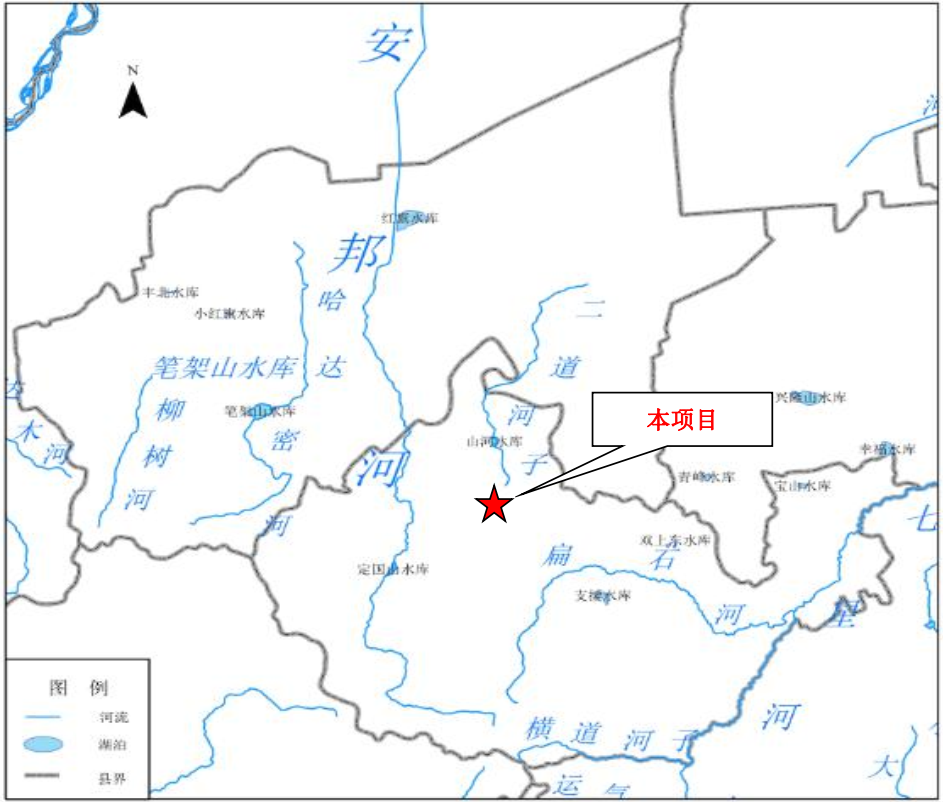 安
N
河
红旗水库
邦
丰北水库
哈
小红旗水库
二
笔架山水库
达
道
达
兴隆山水库
柳
笔架山水库
河
本项目
木
密
山河水库
幸福水库
树
河
河
子
青峰水库
宝山水库
河
河
七
双上东水库
扁
石
定国山水库
支援水库
河
星
图 例
河流
横道河子
河
湖泊
大
县界
运